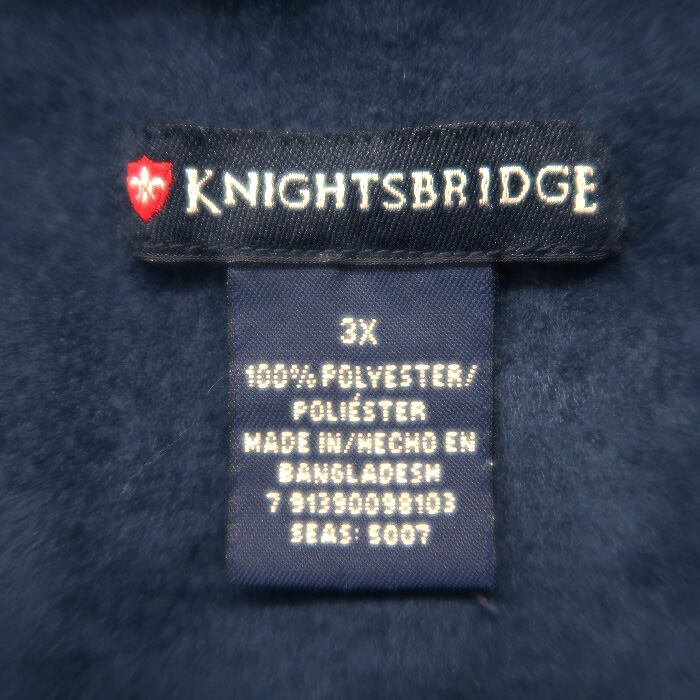 KNIGHTSBRIDGE
3X
100% POLYESTER/
POLIÉSTER
MADE IN/HECHO EN
BANGLADESH
7 91390098103
SEAS: 5007